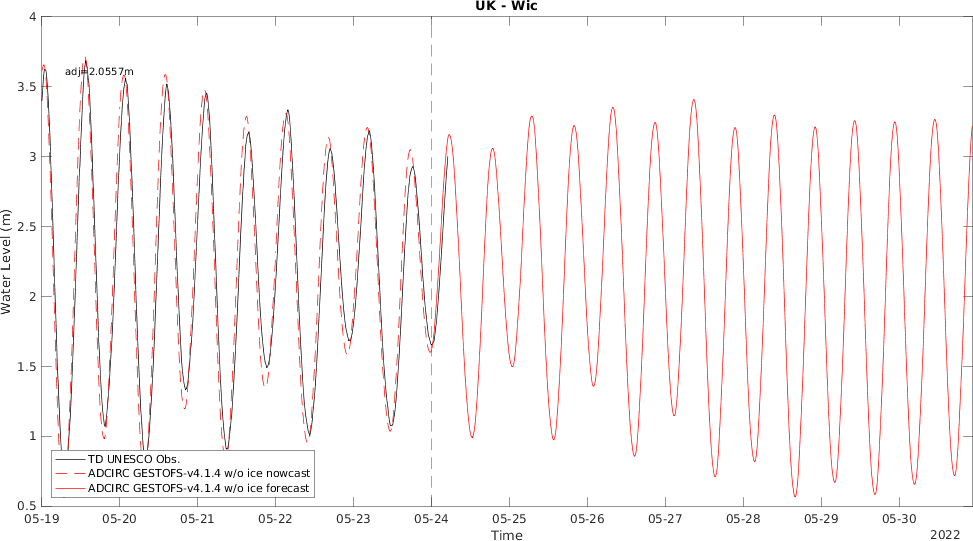 UK - Wic
4
3.5
3
2.5
2
1.5
1
0.5
Water Level (m)
adj=2.0557m
TD UNESCO Obs.
ADCIRC GESTOFS-v4.1.4 w/o ice nowcast
ADCIRC GESTOFS-v4.1.4 w/o ice forecast
05-19 05-20 05-21 05-22 05-23 05-24 05-25 05-26 05-27 05-28 05-29 05-30
Time
2022